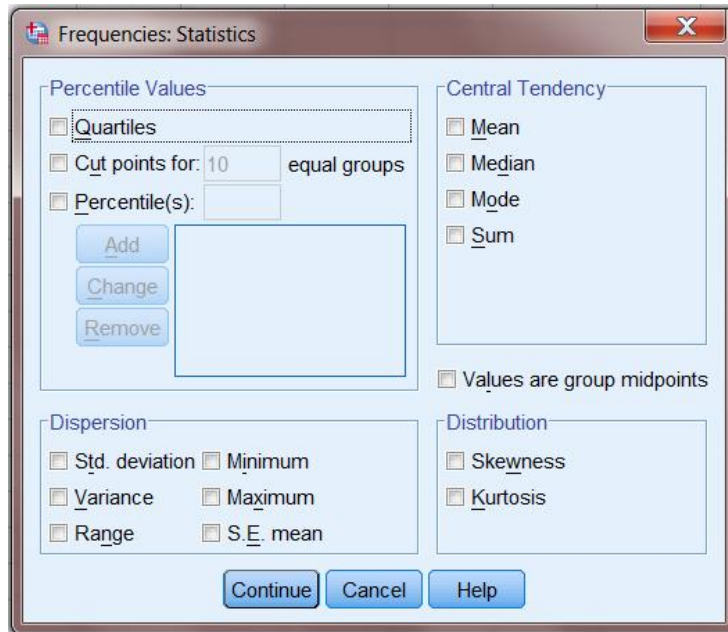 Frequencies: Statistics
Percentile Values
Quartiles
Cut points for: 10 equal groups
Percentile(s):
Add
Change
Remove
Central Tendency
Mean
Median
Mode
Sum
Values are group midpoints
Dispersion
Std. deviation Minimum
Variance Maximum
Range S.E. mean
Distribution
Skewness
Kurtosis
Continue Cancel Help